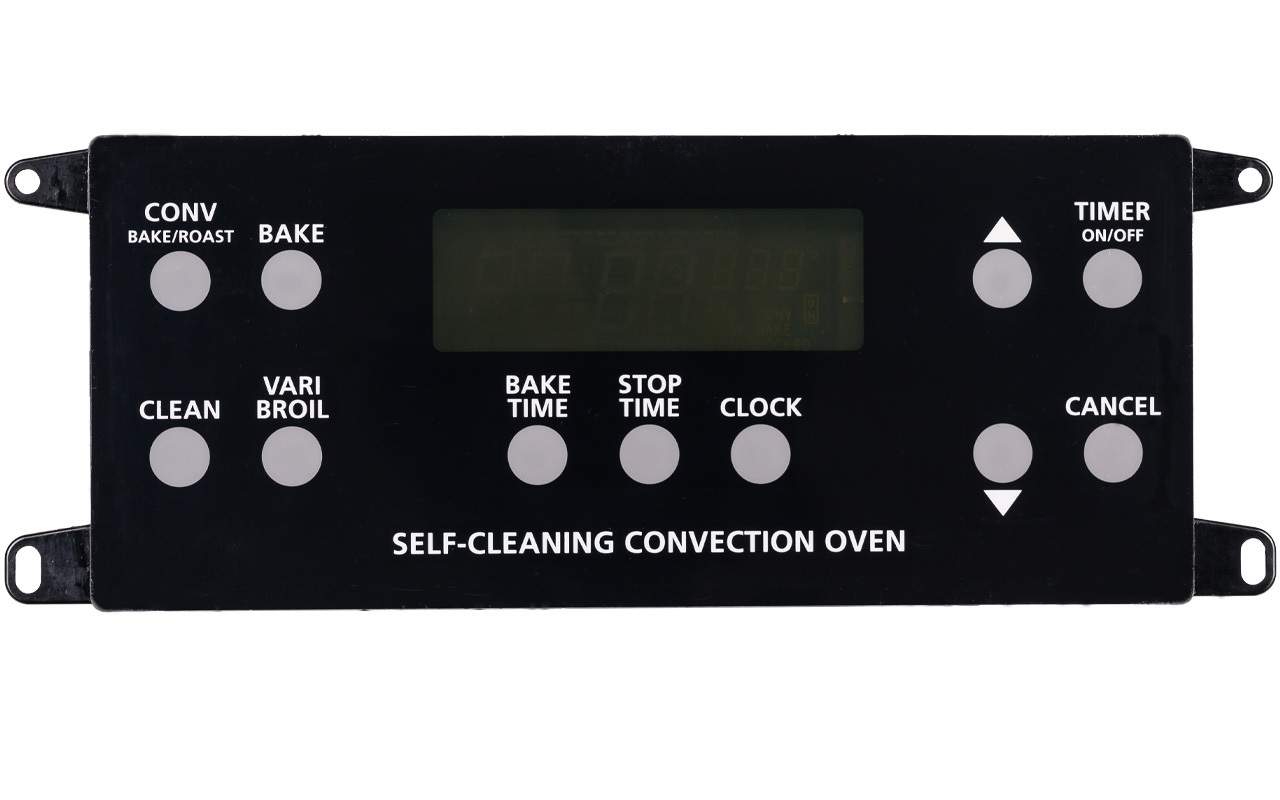 CONV
BAKE/ROAST
BAKE
TIMER
ON/OFF
CLEAN
VARI
BROIL
BAKE
TIME
STOP
TIME
CLOCK
CANCEL
SELF-CLEANING CONVECTION OVEN